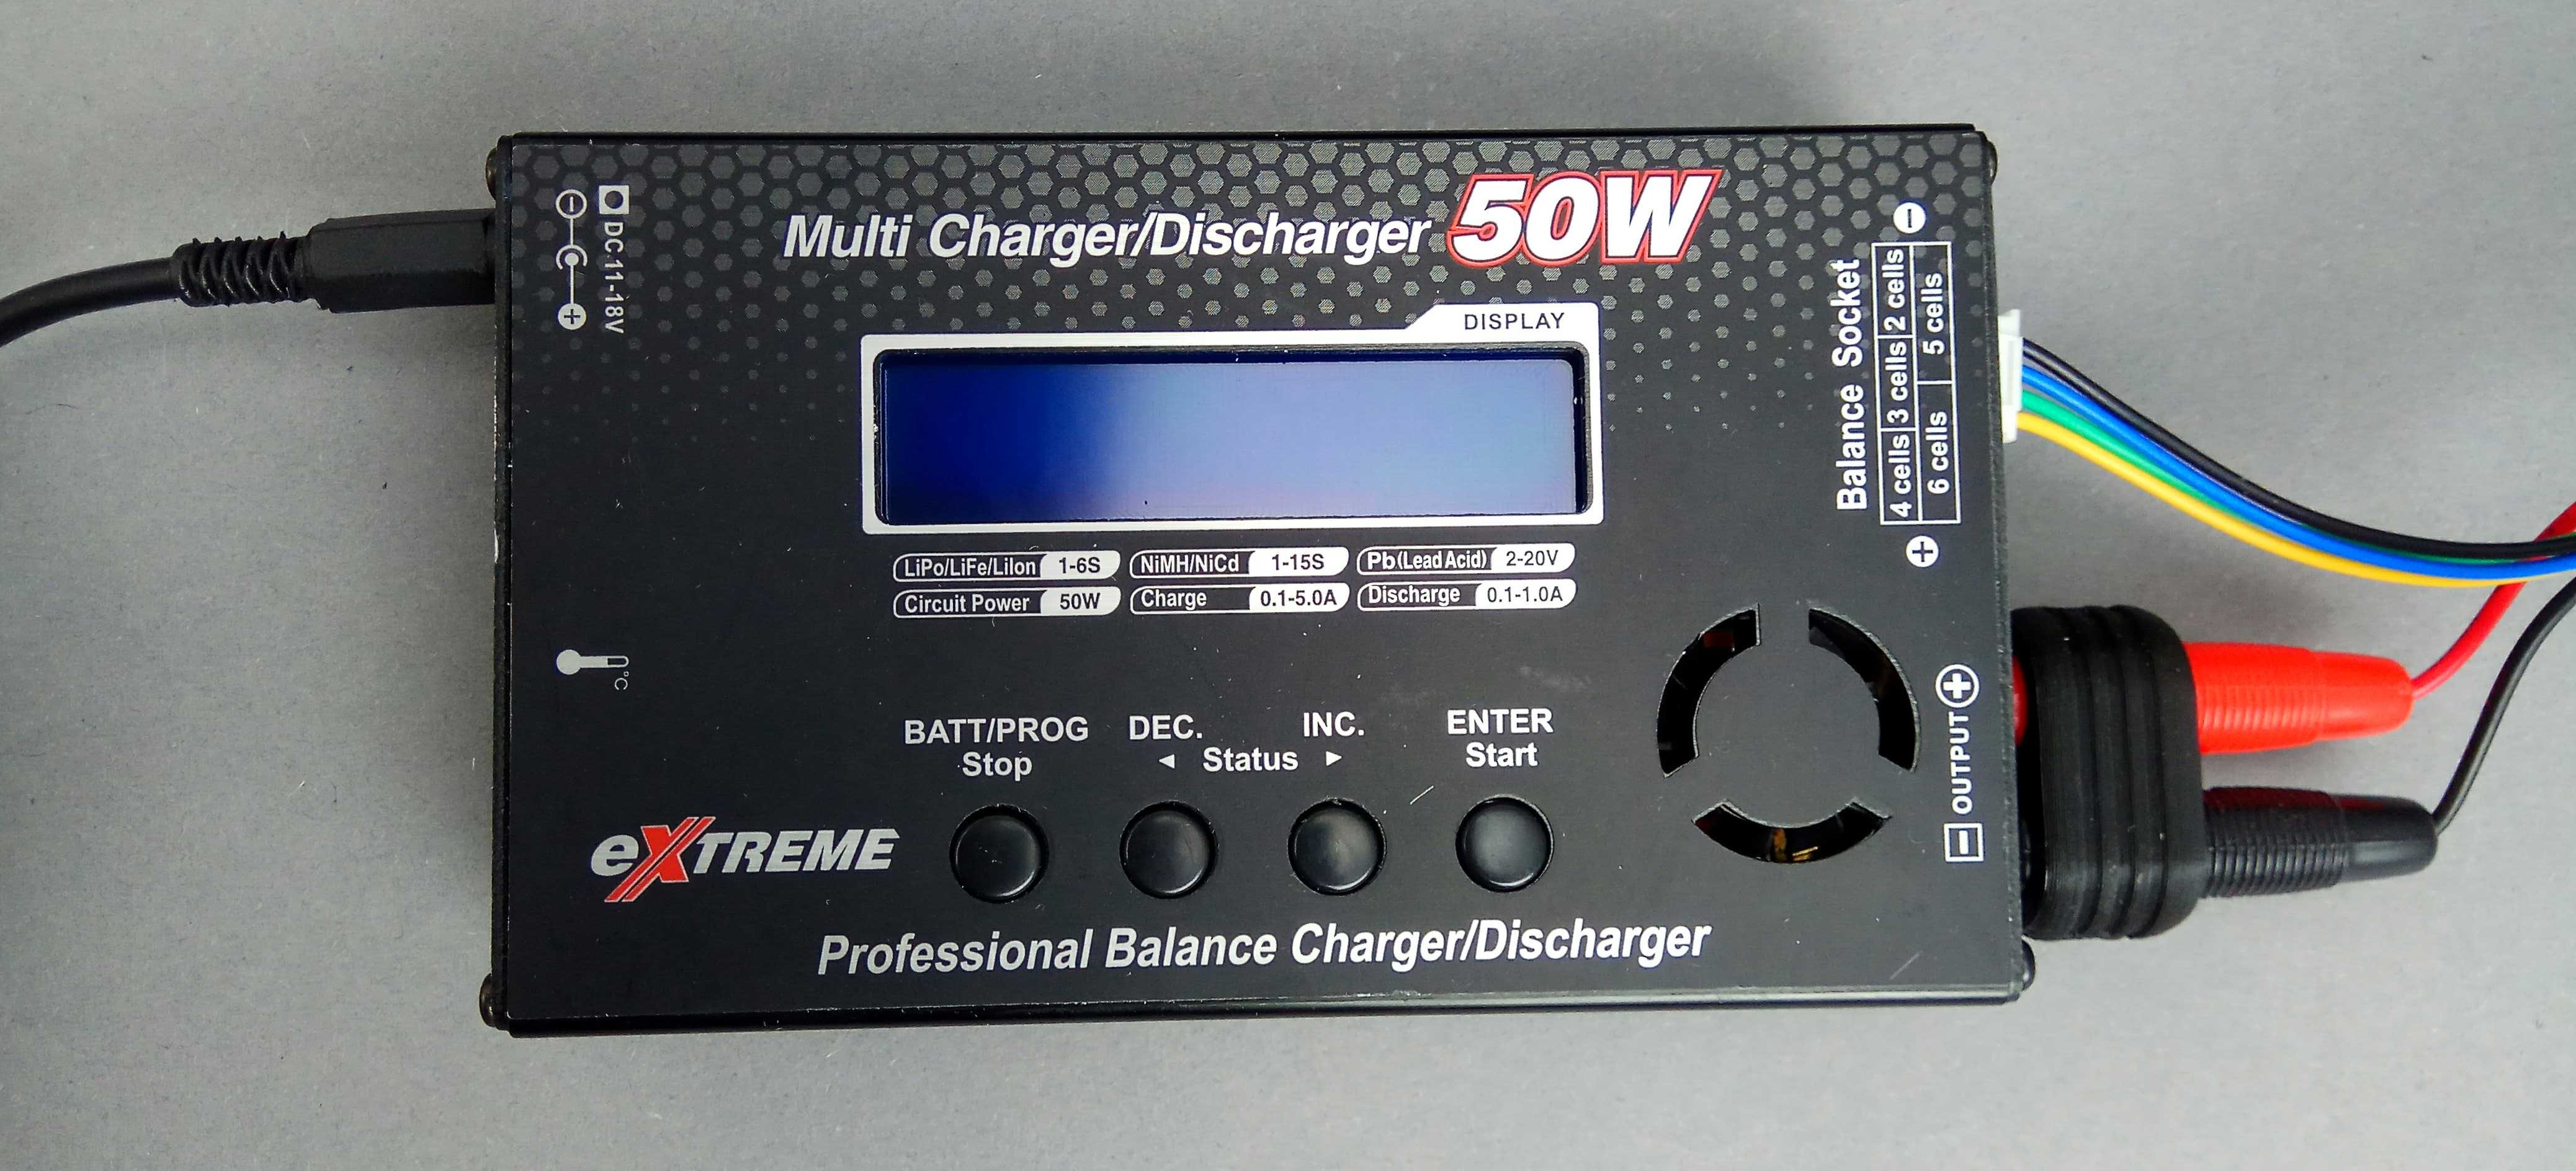 Multi Charger/Discharger 50W
DC 11-18V
DISPLAY
Balance Socket
4 cells 3 cells 2 cells
6 cells 5 cells
LiPo/LiFe/LiIon 1-6S NiMH/NiCd 1-15S Pb(Lead Acid) 2-20V
Circuit Power 50W Charge 0.1-5.0A Discharge 0.1-1.0A
°C
BATT/PROG DEC. INC. ENTER
Stop ◄ Status ► Start
- OUTPUT +
eXTREME
Professional Balance Charger/Discharger